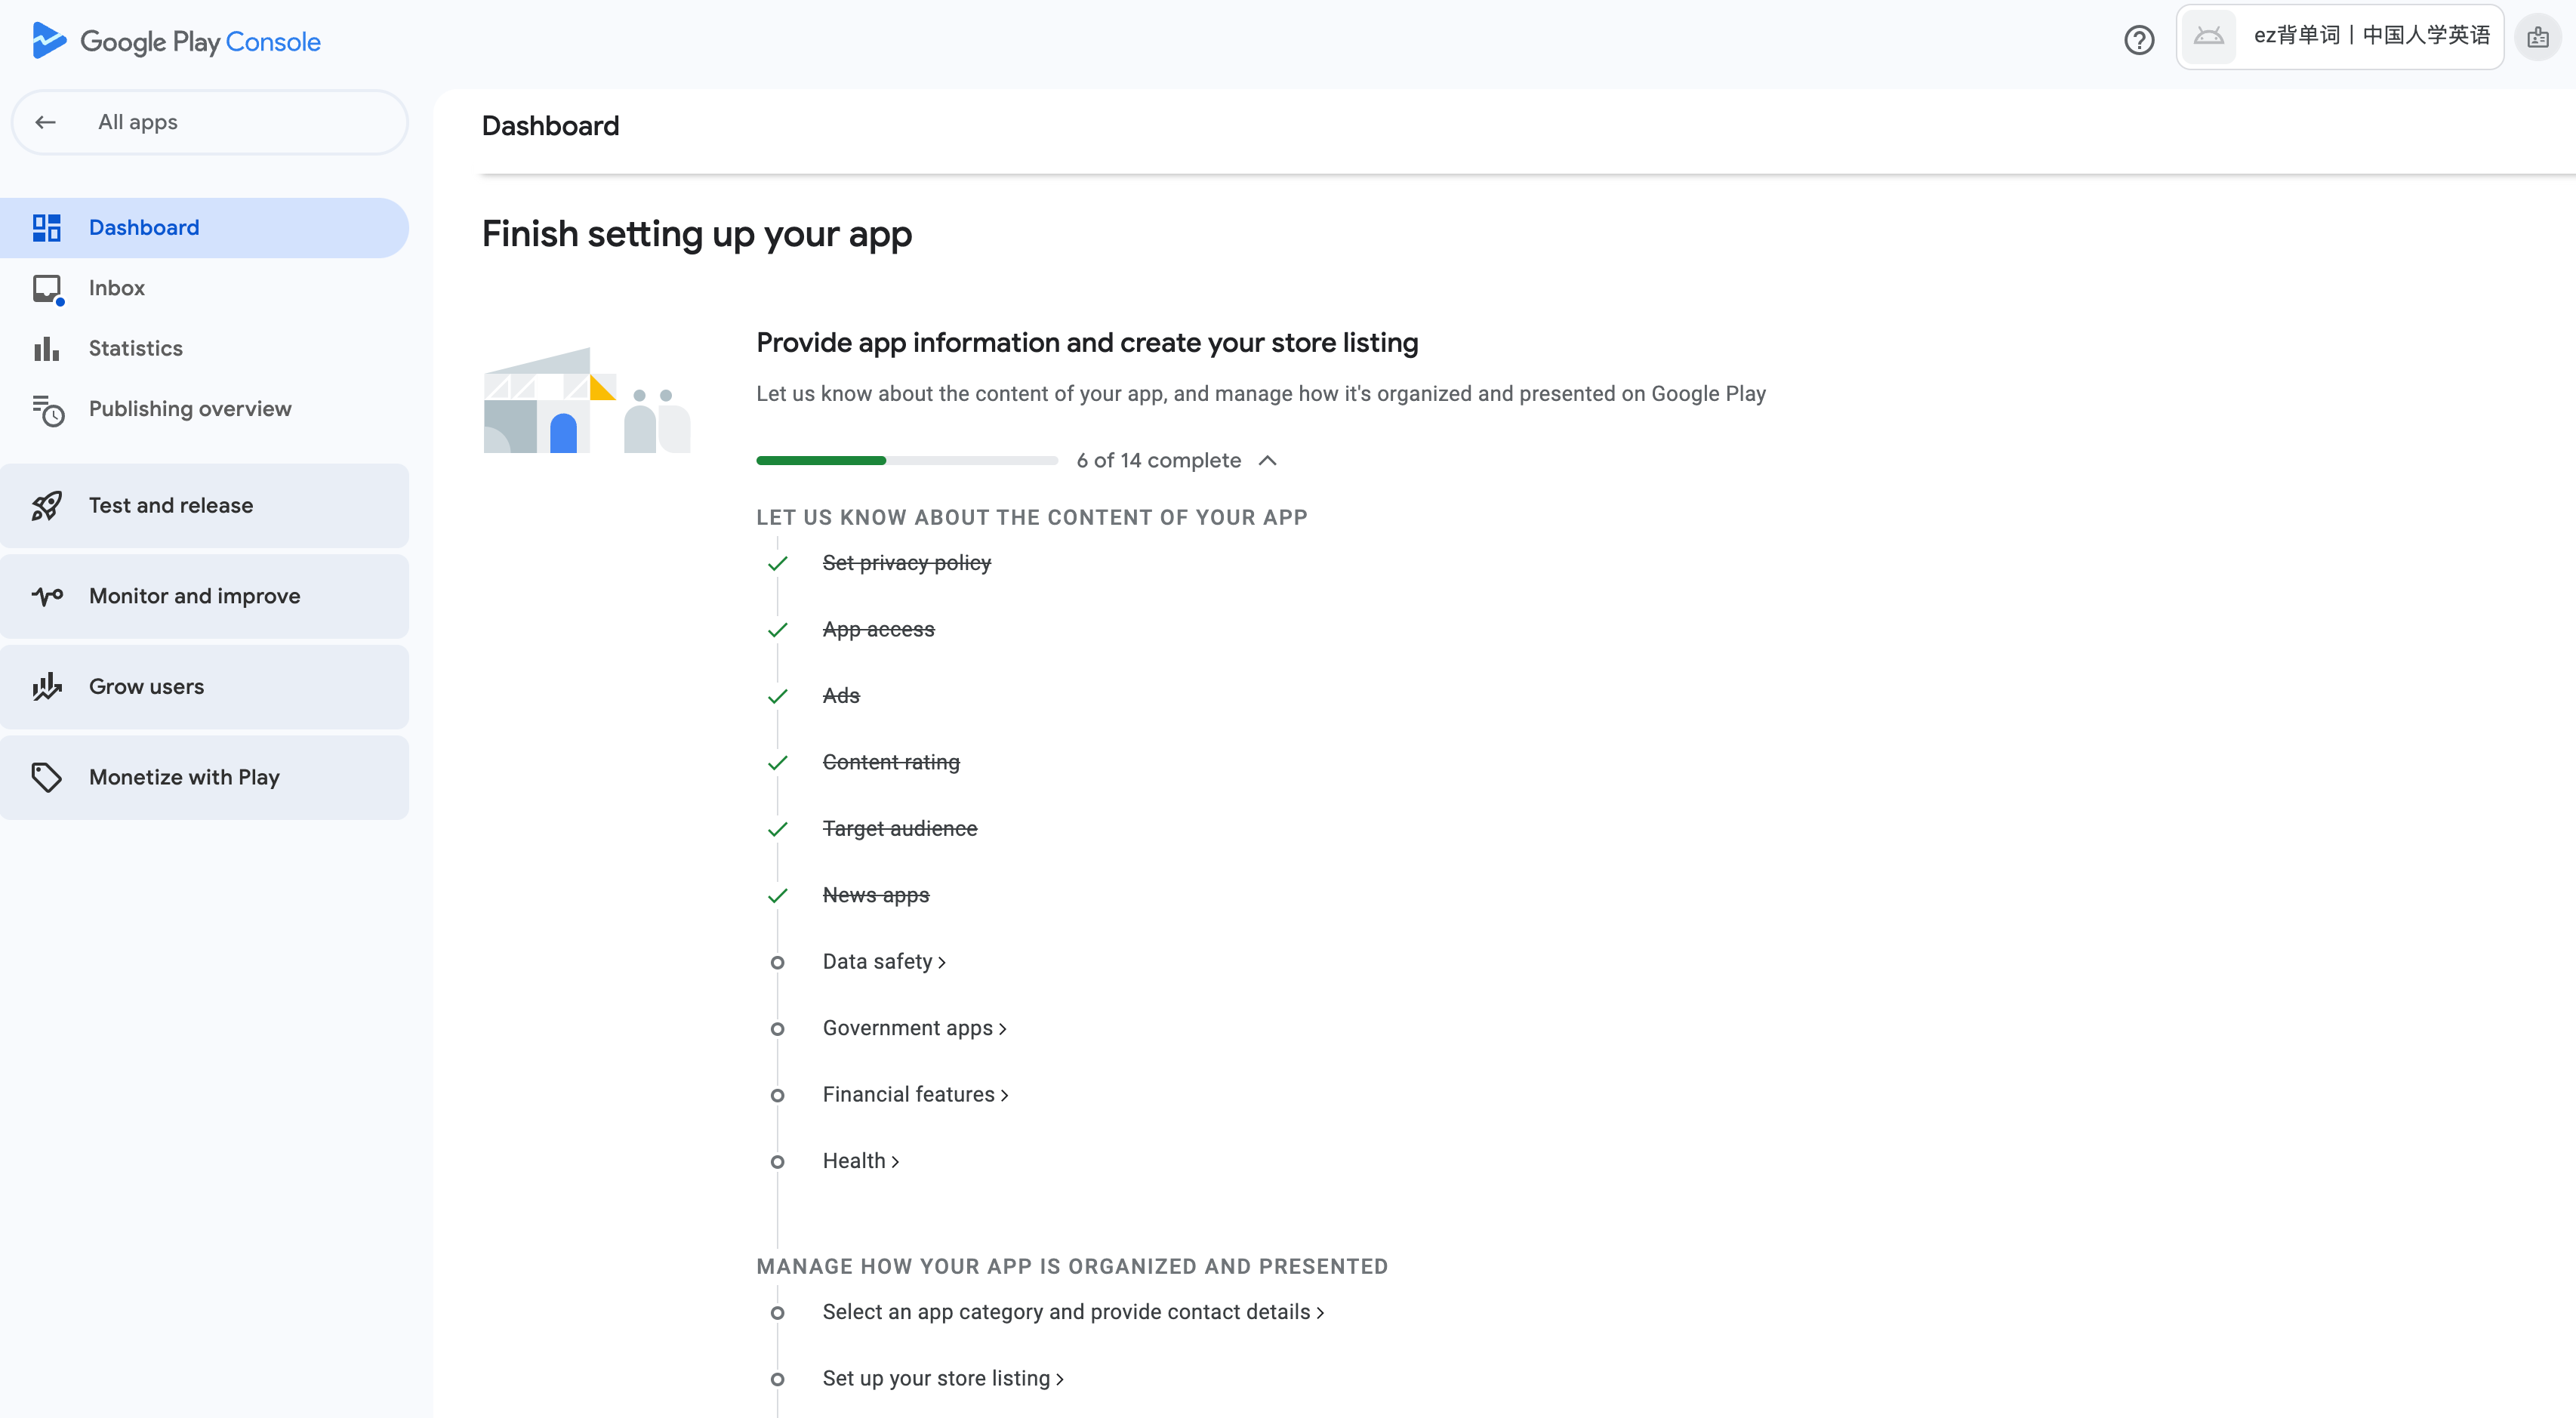 Google Play Console
ez背单词丨中国人学英语
All apps
Dashboard
Inbox
Statistics
Publishing overview
Test and release
Monitor and improve
Grow users
Monetize with Play
Dashboard
Finish setting up your app
Provide app information and create your store listing
Let us know about the content of your app, and manage how it's organized and presented on Google Play
6 of 14 complete
LET US KNOW ABOUT THE CONTENT OF YOUR APP
Set privacy policy
App access
Ads
Content rating
Target audience
News apps
Data safety
Government apps
Financial features
Health
MANAGE HOW YOUR APP IS ORGANIZED AND PRESENTED
Select an app category and provide contact details
Set up your store listing